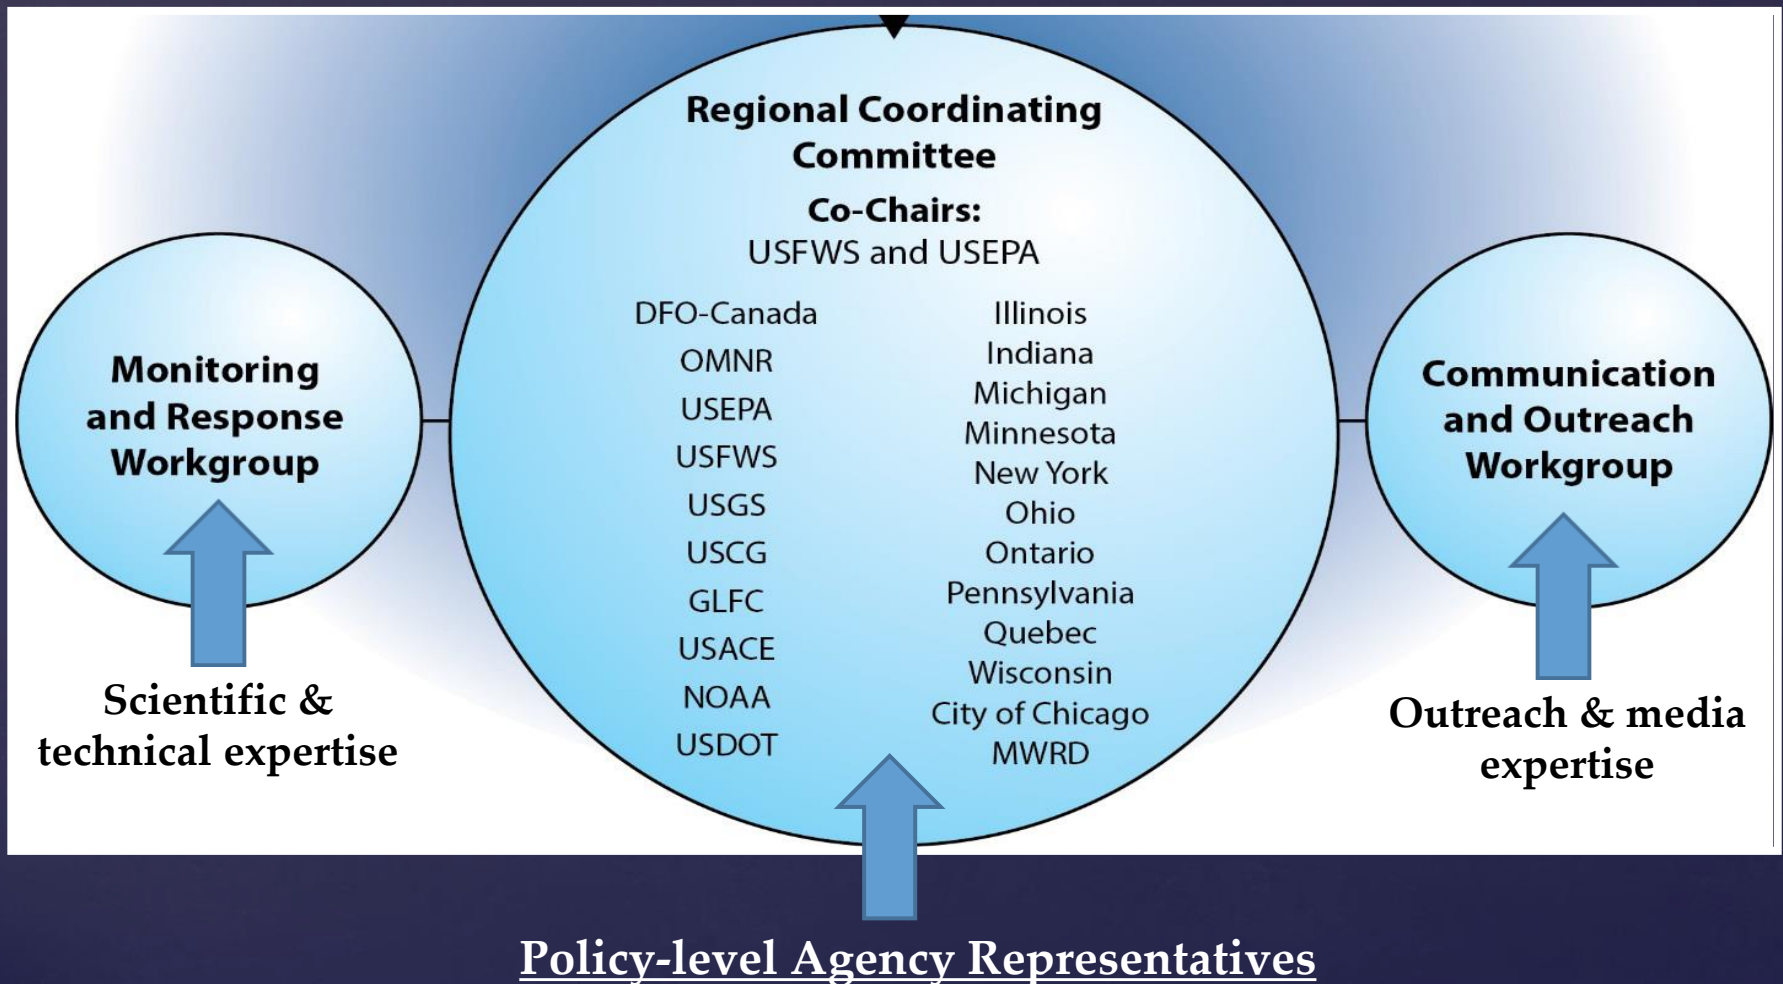 Regional Coordinating
Committee
Co-Chairs:
USFWS and USEPA
DFO-Canada
OMNR
USEPA
USFWS
USGS
USCG
GLFC
USACE
NOAA
USDOT
Illinois
Indiana
Michigan
Minnesota
New York
Ohio
Ontario
Pennsylvania
Quebec
Wisconsin
City of Chicago
MWRD
Monitoring
and Response
Workgroup
Scientific &
technical expertise
Communication
and Outreach
Workgroup
Outreach & media
expertise
Policy-level Agency Representatives